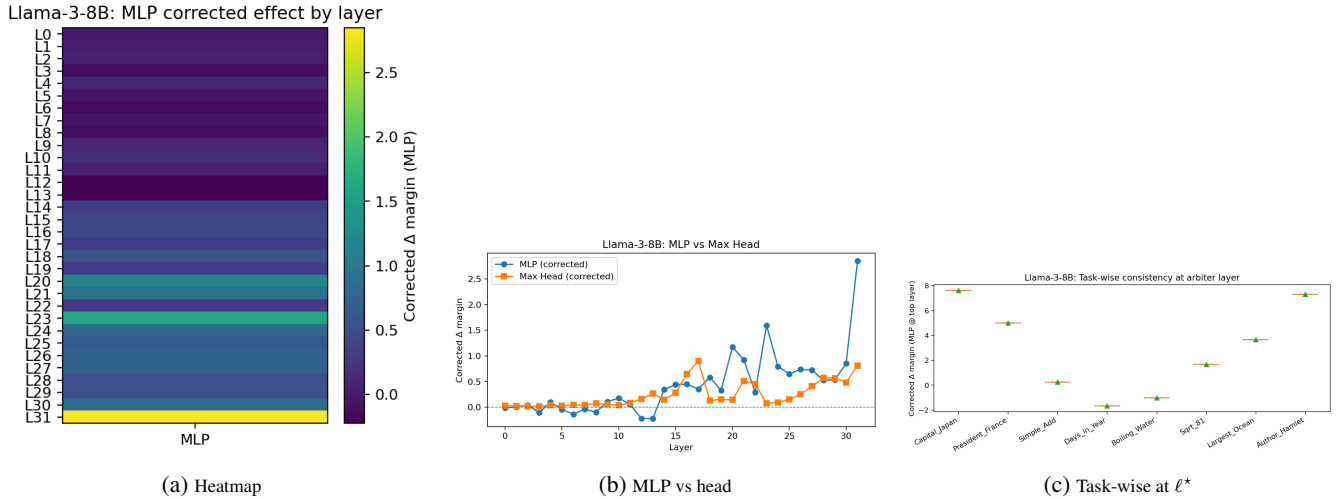 Llama-3-8B: MLP corrected effect by layer
L0
L1
L2
L3
L4
L5
L6
L7
L8
L9
L10
L11
L12
L13
L14
L15
L16
L17
L18
L19
L20
L21
L22
L23
L24
L25
L26
L27
L28
L29
L30
L31
MLP
2.5
2.0
1.5
1.0
0.5
0.0
Corrected Δ margin (MLP)
(a) Heatmap
Llama-3-8B: MLP vs Max Head
MLP (corrected)
Max Head (corrected)
Corrected Δ margin
2.5
2.0
1.5
1.0
0.5
0.0
0 5 10 15 20 25 30
Layer
(b) MLP vs head
Llama-3-8B: Task-wise consistency at arbiter layer
Corrected Δ margin (MLP @ top layer)
8
6
4
2
0
−2
Capital_Japan
President_France
Simple_Add
Days_in_Year
Boiling_Water
Sqrt_81
Largest_Ocean
Author_Hamlet
(c) Task-wise at ℓ⋆